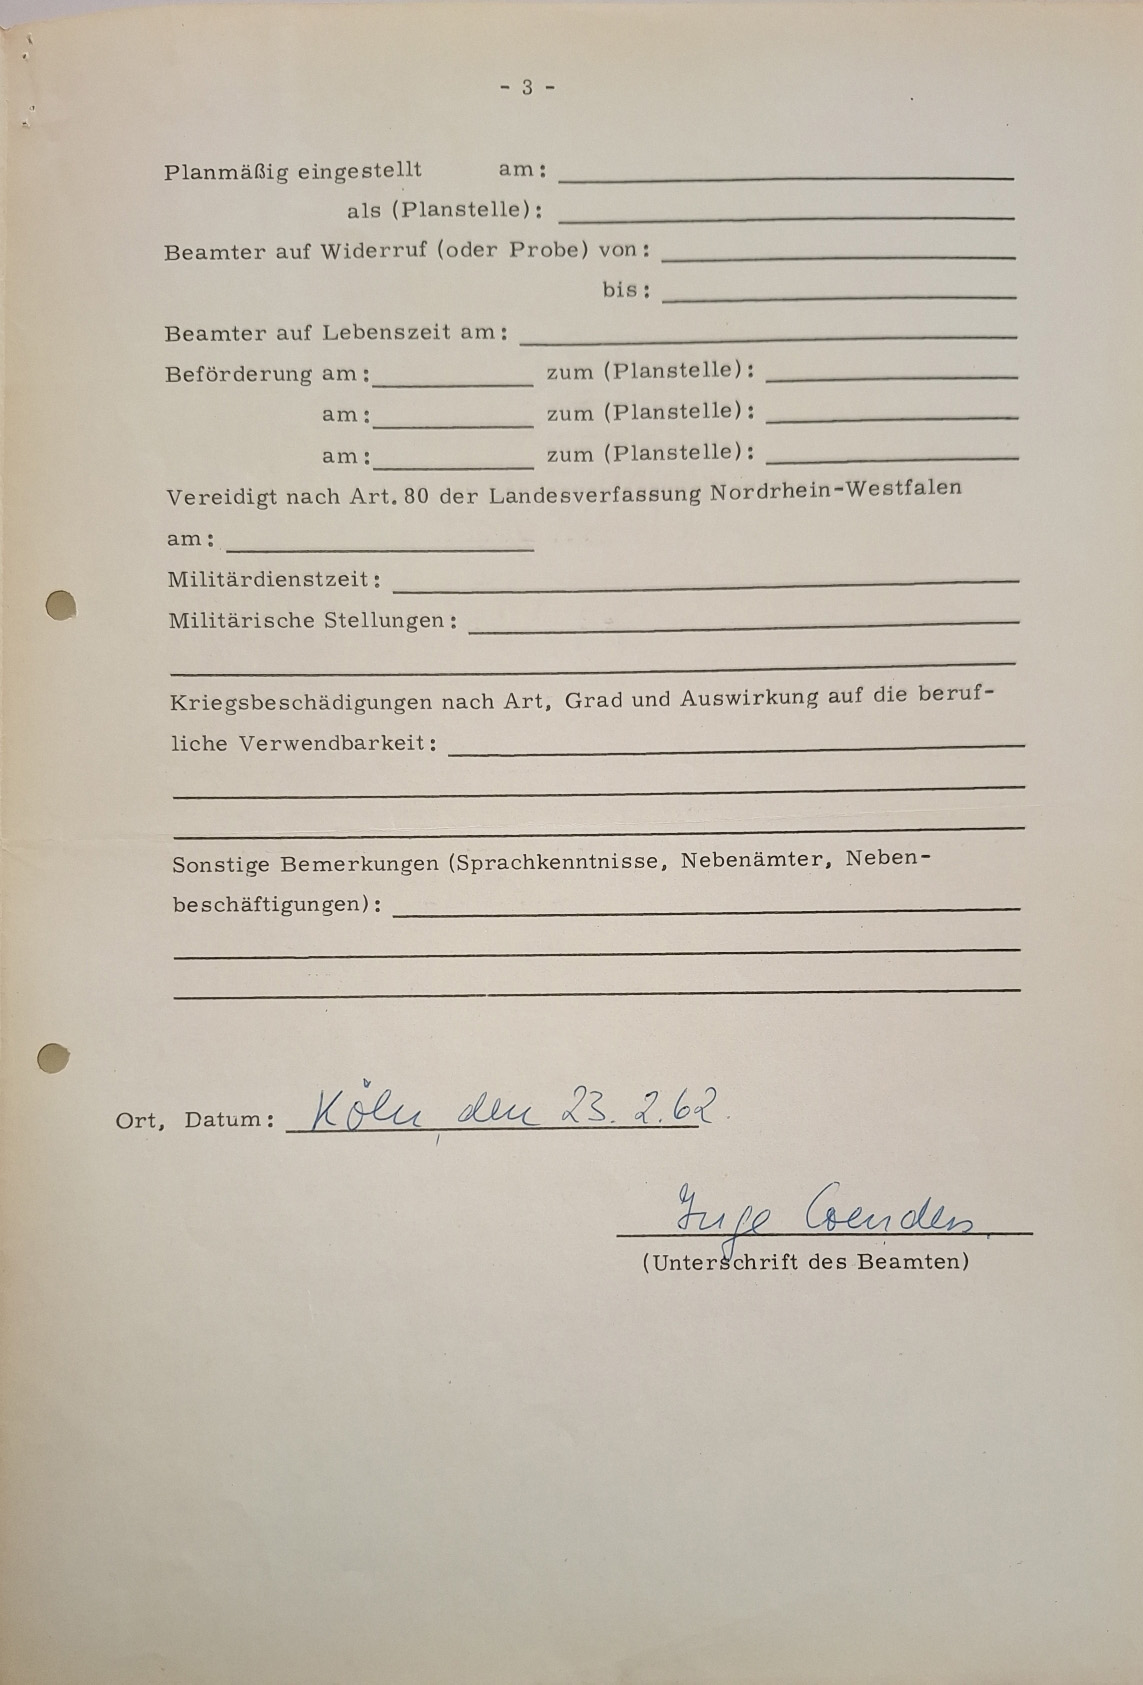 - 3 -
Planmäßig eingestellt am:
als (Planstelle):
Beamter auf Widerruf (oder Probe) von:
bis:
Beamter auf Lebenszeit am:
Beförderung am: zum (Planstelle):
am: zum (Planstelle):
am: zum (Planstelle):
Vereidigt nach Art. 80 der Landesverfassung Nordrhein-Westfalen
am:
Militärdienstzeit:
Militärische Stellungen:
Kriegsbeschädigungen nach Art, Grad und Auswirkung auf die beruf-
liche Verwendbarkeit:
Sonstige Bemerkungen (Sprachkenntnisse, Nebenämter, Neben-
beschäftigungen):
Ort, Datum: Köln, den 23. 2. 62.
Inge Coenders
(Unterschrift des Beamten)